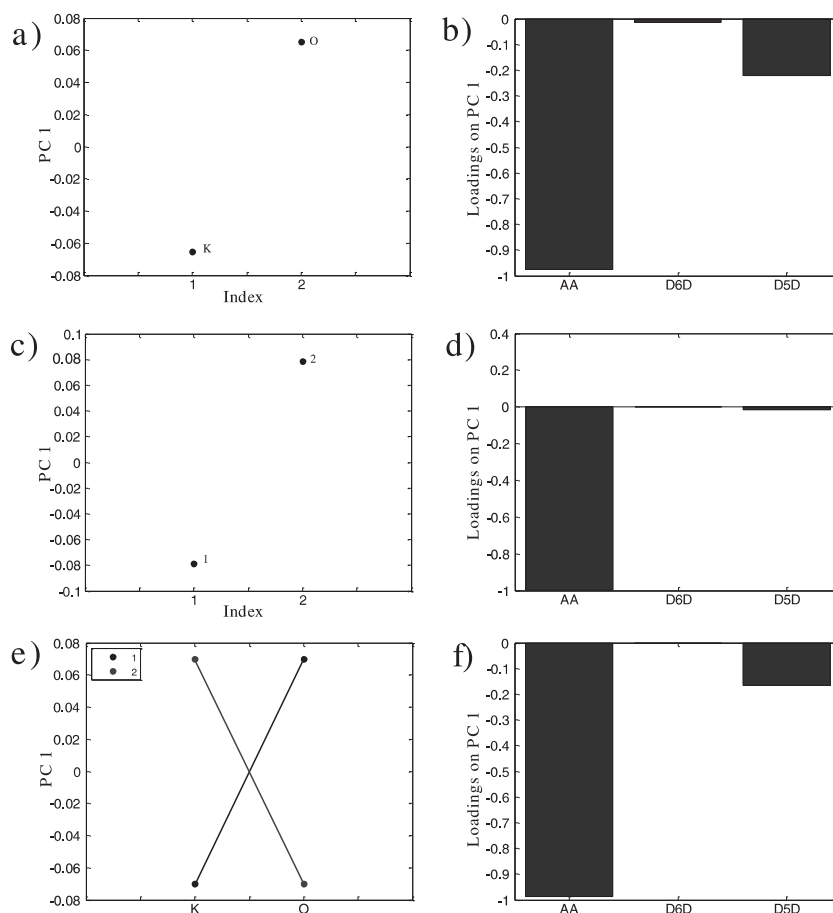 a)
0.08
0.06
0.04
0.02
0
-0.02
-0.04
-0.06
-0.08
PC 1
O
K
1
2
Index
b)
0
-0.1
-0.2
-0.3
-0.4
-0.5
-0.6
-0.7
-0.8
-0.9
-1
Loadings on PC 1
AA
D6D
D5D
c)
0.1
0.08
0.06
0.04
0.02
0
-0.02
-0.04
-0.06
-0.08
-0.1
PC 1
2
1
1
2
Index
d)
0.4
0.2
0
-0.2
-0.4
-0.6
-0.8
-1
Loadings on PC 1
AA
D6D
D5D
e)
0.08
0.06
0.04
0.02
0
-0.02
-0.04
-0.06
-0.08
PC 1
1
2
K
O
f)
0
-0.1
-0.2
-0.3
-0.4
-0.5
-0.6
-0.7
-0.8
-0.9
-1
Loadings on PC 1
AA
D6D
D5D